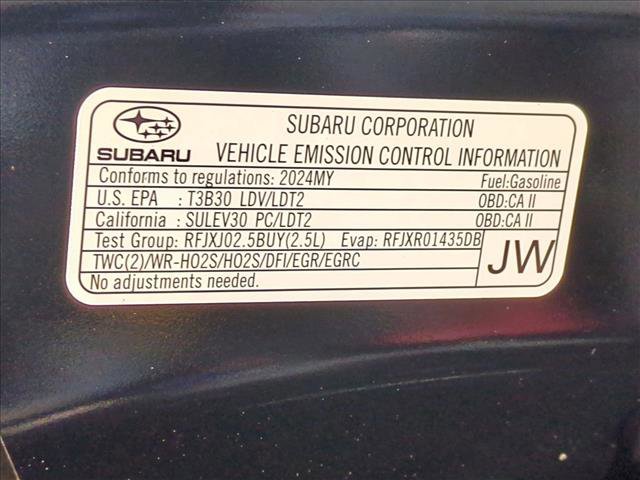 SUBARU
SUBARU CORPORATION
VEHICLE EMISSION CONTROL INFORMATION
Conforms to regulations: 2024MY Fuel:Gasoline
U.S. EPA : T3B30 LDV/LDT2 OBD:CA II
California : SULEV30 PC/LDT2 OBD:CA II
Test Group: RFJXJ02.5BUY(2.5L) Evap: RFJXR01435DB
TWC(2)/WR-HO2S/HO2S/DFI/EGR/EGRC
No adjustments needed.
JW